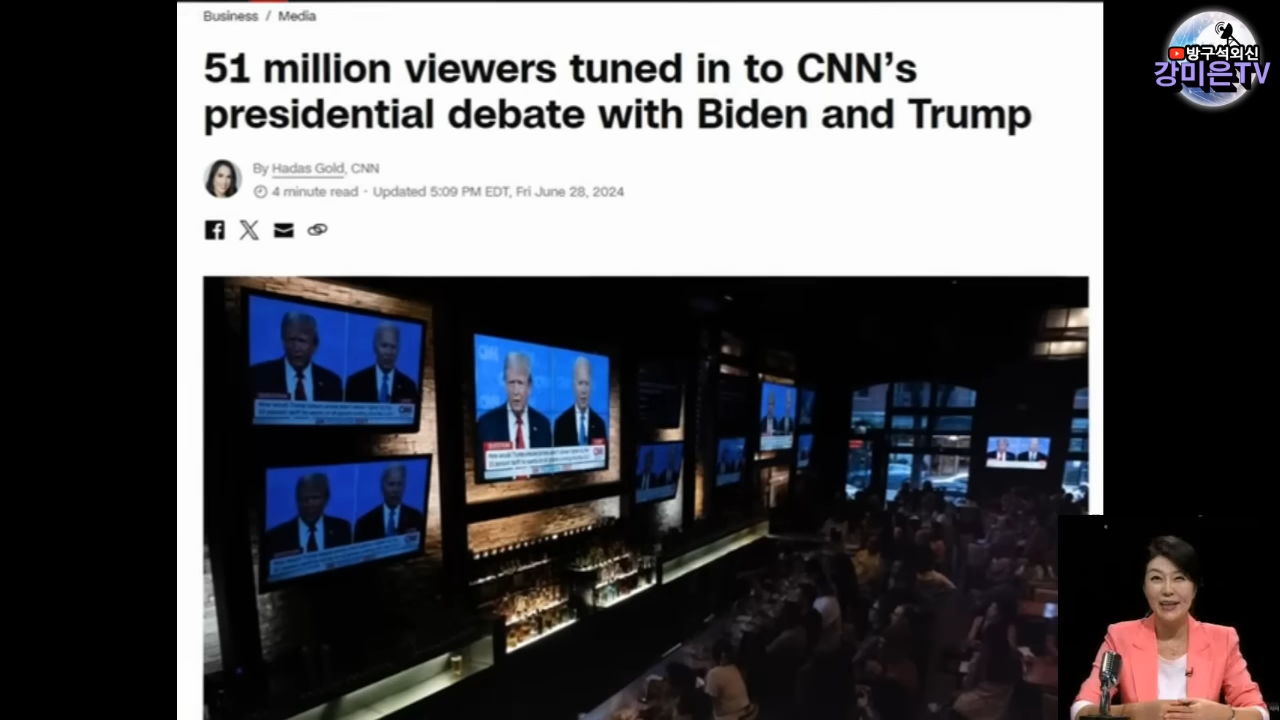 Business / Media
51 million viewers tuned in to CNN's
presidential debate with Biden and Trump
By Hadas Gold, CNN
4 minute read · Updated 5:09 PM EDT, Fri June 28, 2024
방구석외신
강미은TV
CNN